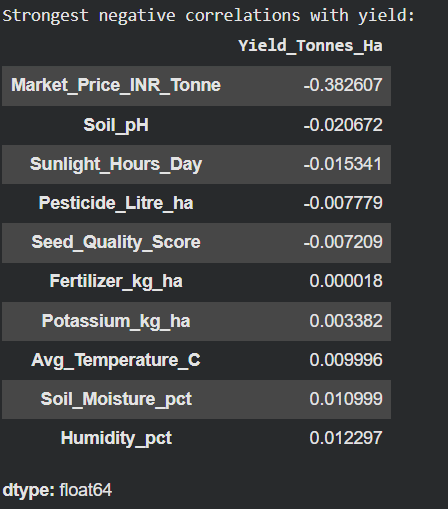 Strongest negative correlations with yield:
Yield_Tonnes_Ha
Market_Price_INR_Tonne -0.382607
Soil_pH -0.020672
Sunlight_Hours_Day -0.015341
Pesticide_Litre_ha -0.007779
Seed_Quality_Score -0.007209
Fertilizer_kg_ha 0.000018
Potassium_kg_ha 0.003382
Avg_Temperature_C 0.009996
Soil_Moisture_pct 0.010999
Humidity_pct 0.012297
dtype: float64